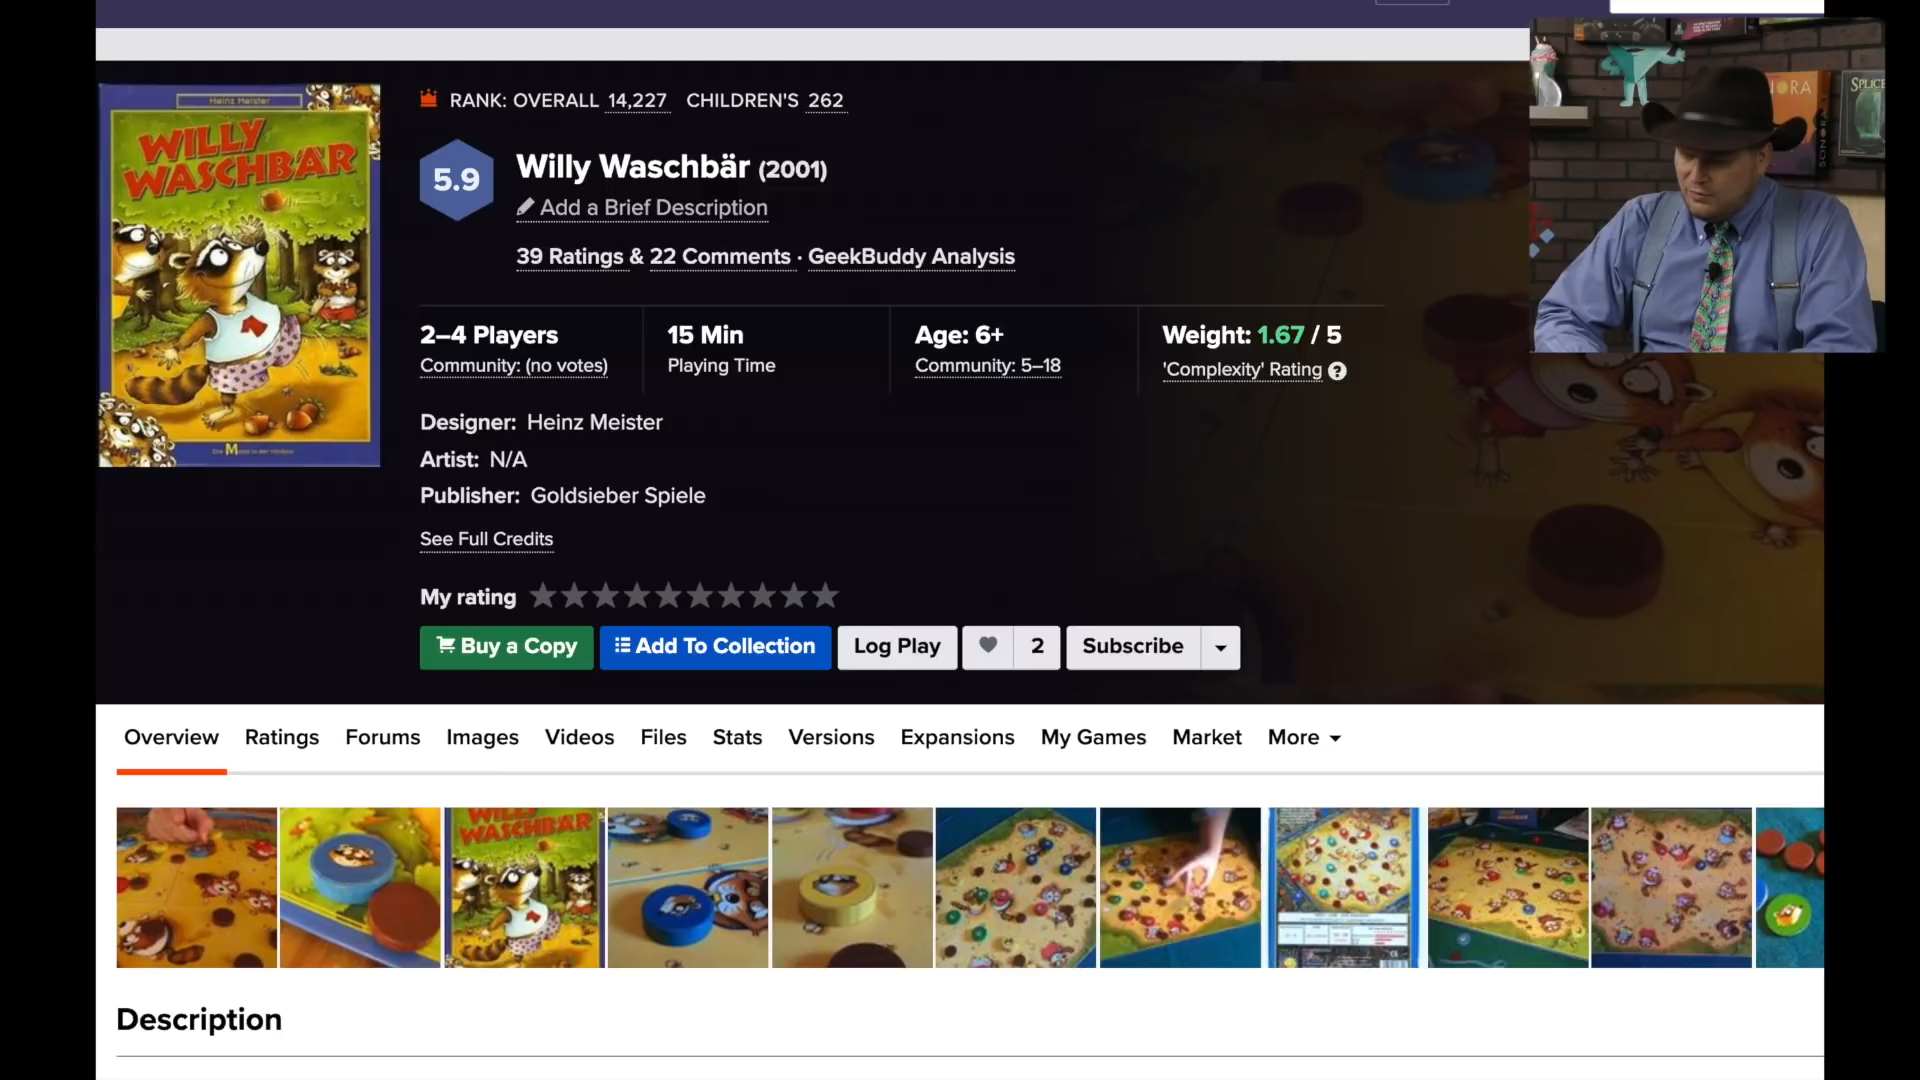 RANK: OVERALL 14,227 CHILDREN'S 262
Heinz Meister
WILLY
WASCHBÄR
5.9
Willy Waschbär (2001)
Add a Brief Description
39 Ratings & 22 Comments · GeekBuddy Analysis
2–4 Players
Community: (no votes)
15 Min
Playing Time
Age: 6+
Community: 5–18
Weight: 1.67 / 5
'Complexity' Rating ?
Designer: Heinz Meister
Artist: N/A
Publisher: Goldsieber Spiele
See Full Credits
My rating
Buy a Copy
Add To Collection
Log Play
2
Subscribe
Overview Ratings Forums Images Videos Files Stats Versions Expansions My Games Market More
WILLY
WASCHBÄR
Description
NORA
SONORA
SPLICE